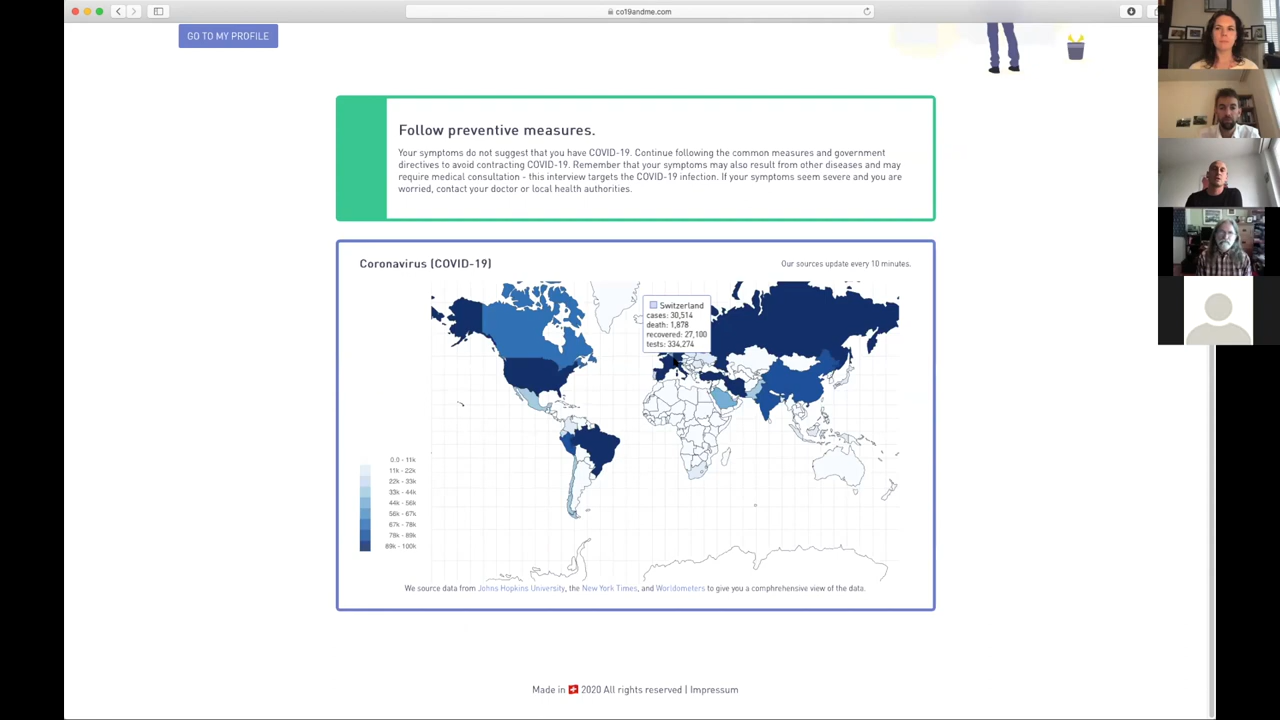 co19andme.com
GO TO MY PROFILE
Follow preventive measures.
Your symptoms do not suggest that you have COVID-19. Continue following the common measures and government
directives to avoid contracting COVID-19. Remember that your symptoms may also result from other diseases and may
require medical consultation - this interview targets the COVID-19 infection. If your symptoms seem severe and you are
worried, contact your doctor or local health authorities.
Coronavirus (COVID-19)
Our sources update every 10 minutes.
Switzerland
cases: 30,514
death: 1,878
recovered: 27,100
tests: 334,274
0.0 - 11k
11k - 22k
22k - 33k
33k - 44k
44k - 56k
56k - 67k
67k - 78k
78k - 89k
89k - 100k
We source data from Johns Hopkins University, the New York Times, and Worldometers to give you a comphrehensive view of the data.
Made in 2020 All rights reserved | Impressum